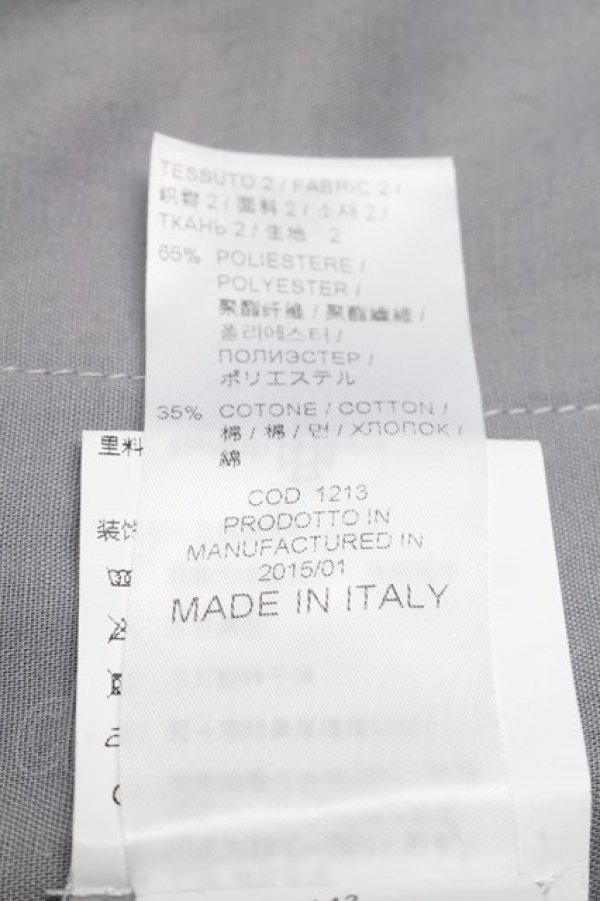 TESSUTO 2 / FABRIC 2 /
织物 2 / 面料 2 / 소재 2 /
ТКАНЬ 2 / 生地 2
65% POLIESTERE /
POLYESTER /
聚酯纤维 / 聚酯纖維 /
폴리에스터 /
ПОЛИЭСТЕР /
ポリエステル
35% COTONE / COTTON /
棉 / 棉 / 면 / ХЛОПОК /
綿
COD 1213
PRODOTTO IN
MANUFACTURED IN
2015/01
MADE IN ITALY
里料
装饰